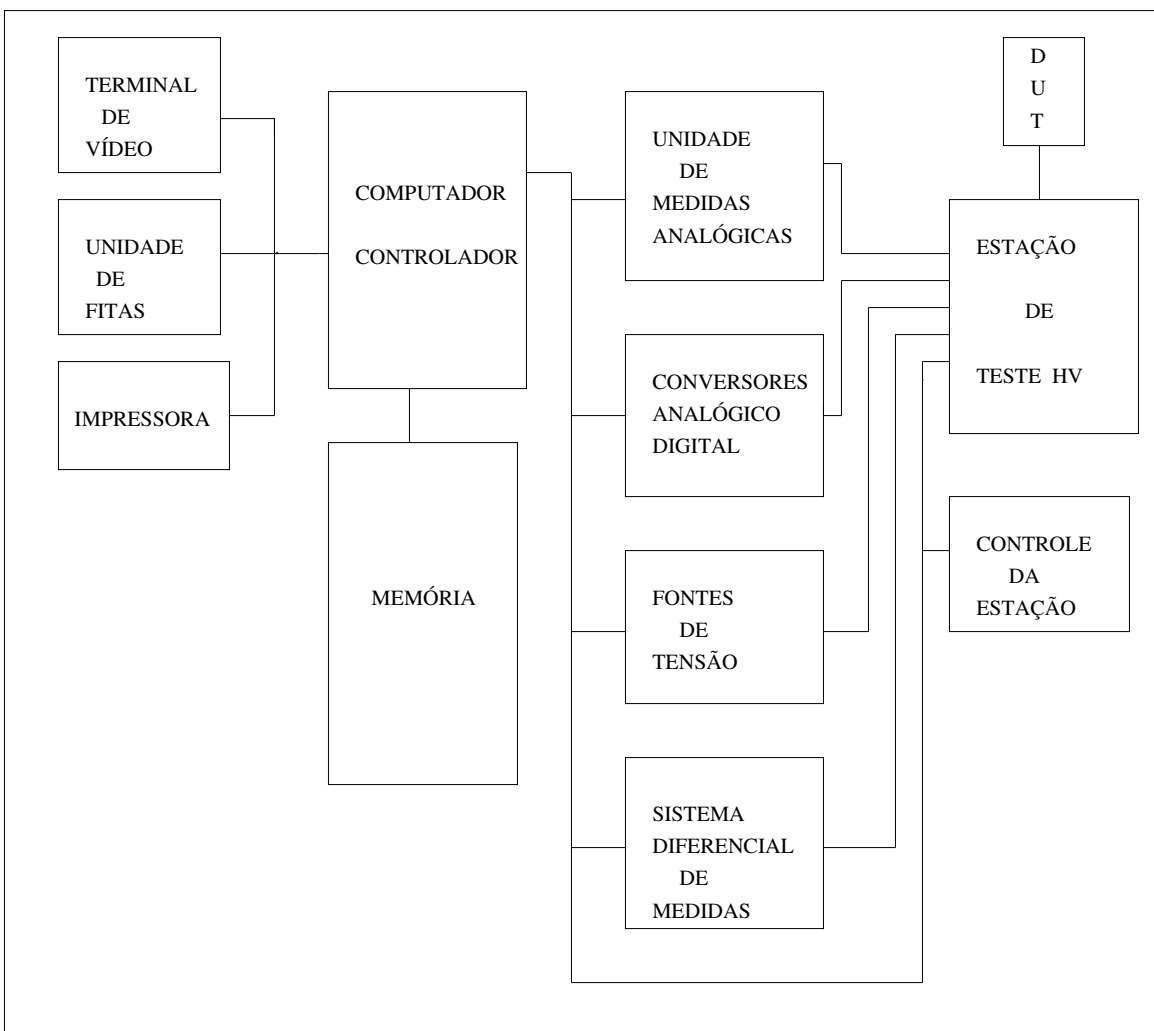 TERMINAL
DE
VÍDEO
UNIDADE
DE
FITAS
IMPRESSORA
COMPUTADOR
CONTROLADOR
MEMÓRIA
UNIDADE
DE
MEDIDAS
ANALÓGICAS
CONVERSORES
ANALÓGICO
DIGITAL
FONTES
DE
TENSÃO
SISTEMA
DIFERENCIAL
DE
MEDIDAS
D
U
T
ESTAÇÃO
DE
TESTE HV
CONTROLE
DA
ESTAÇÃO